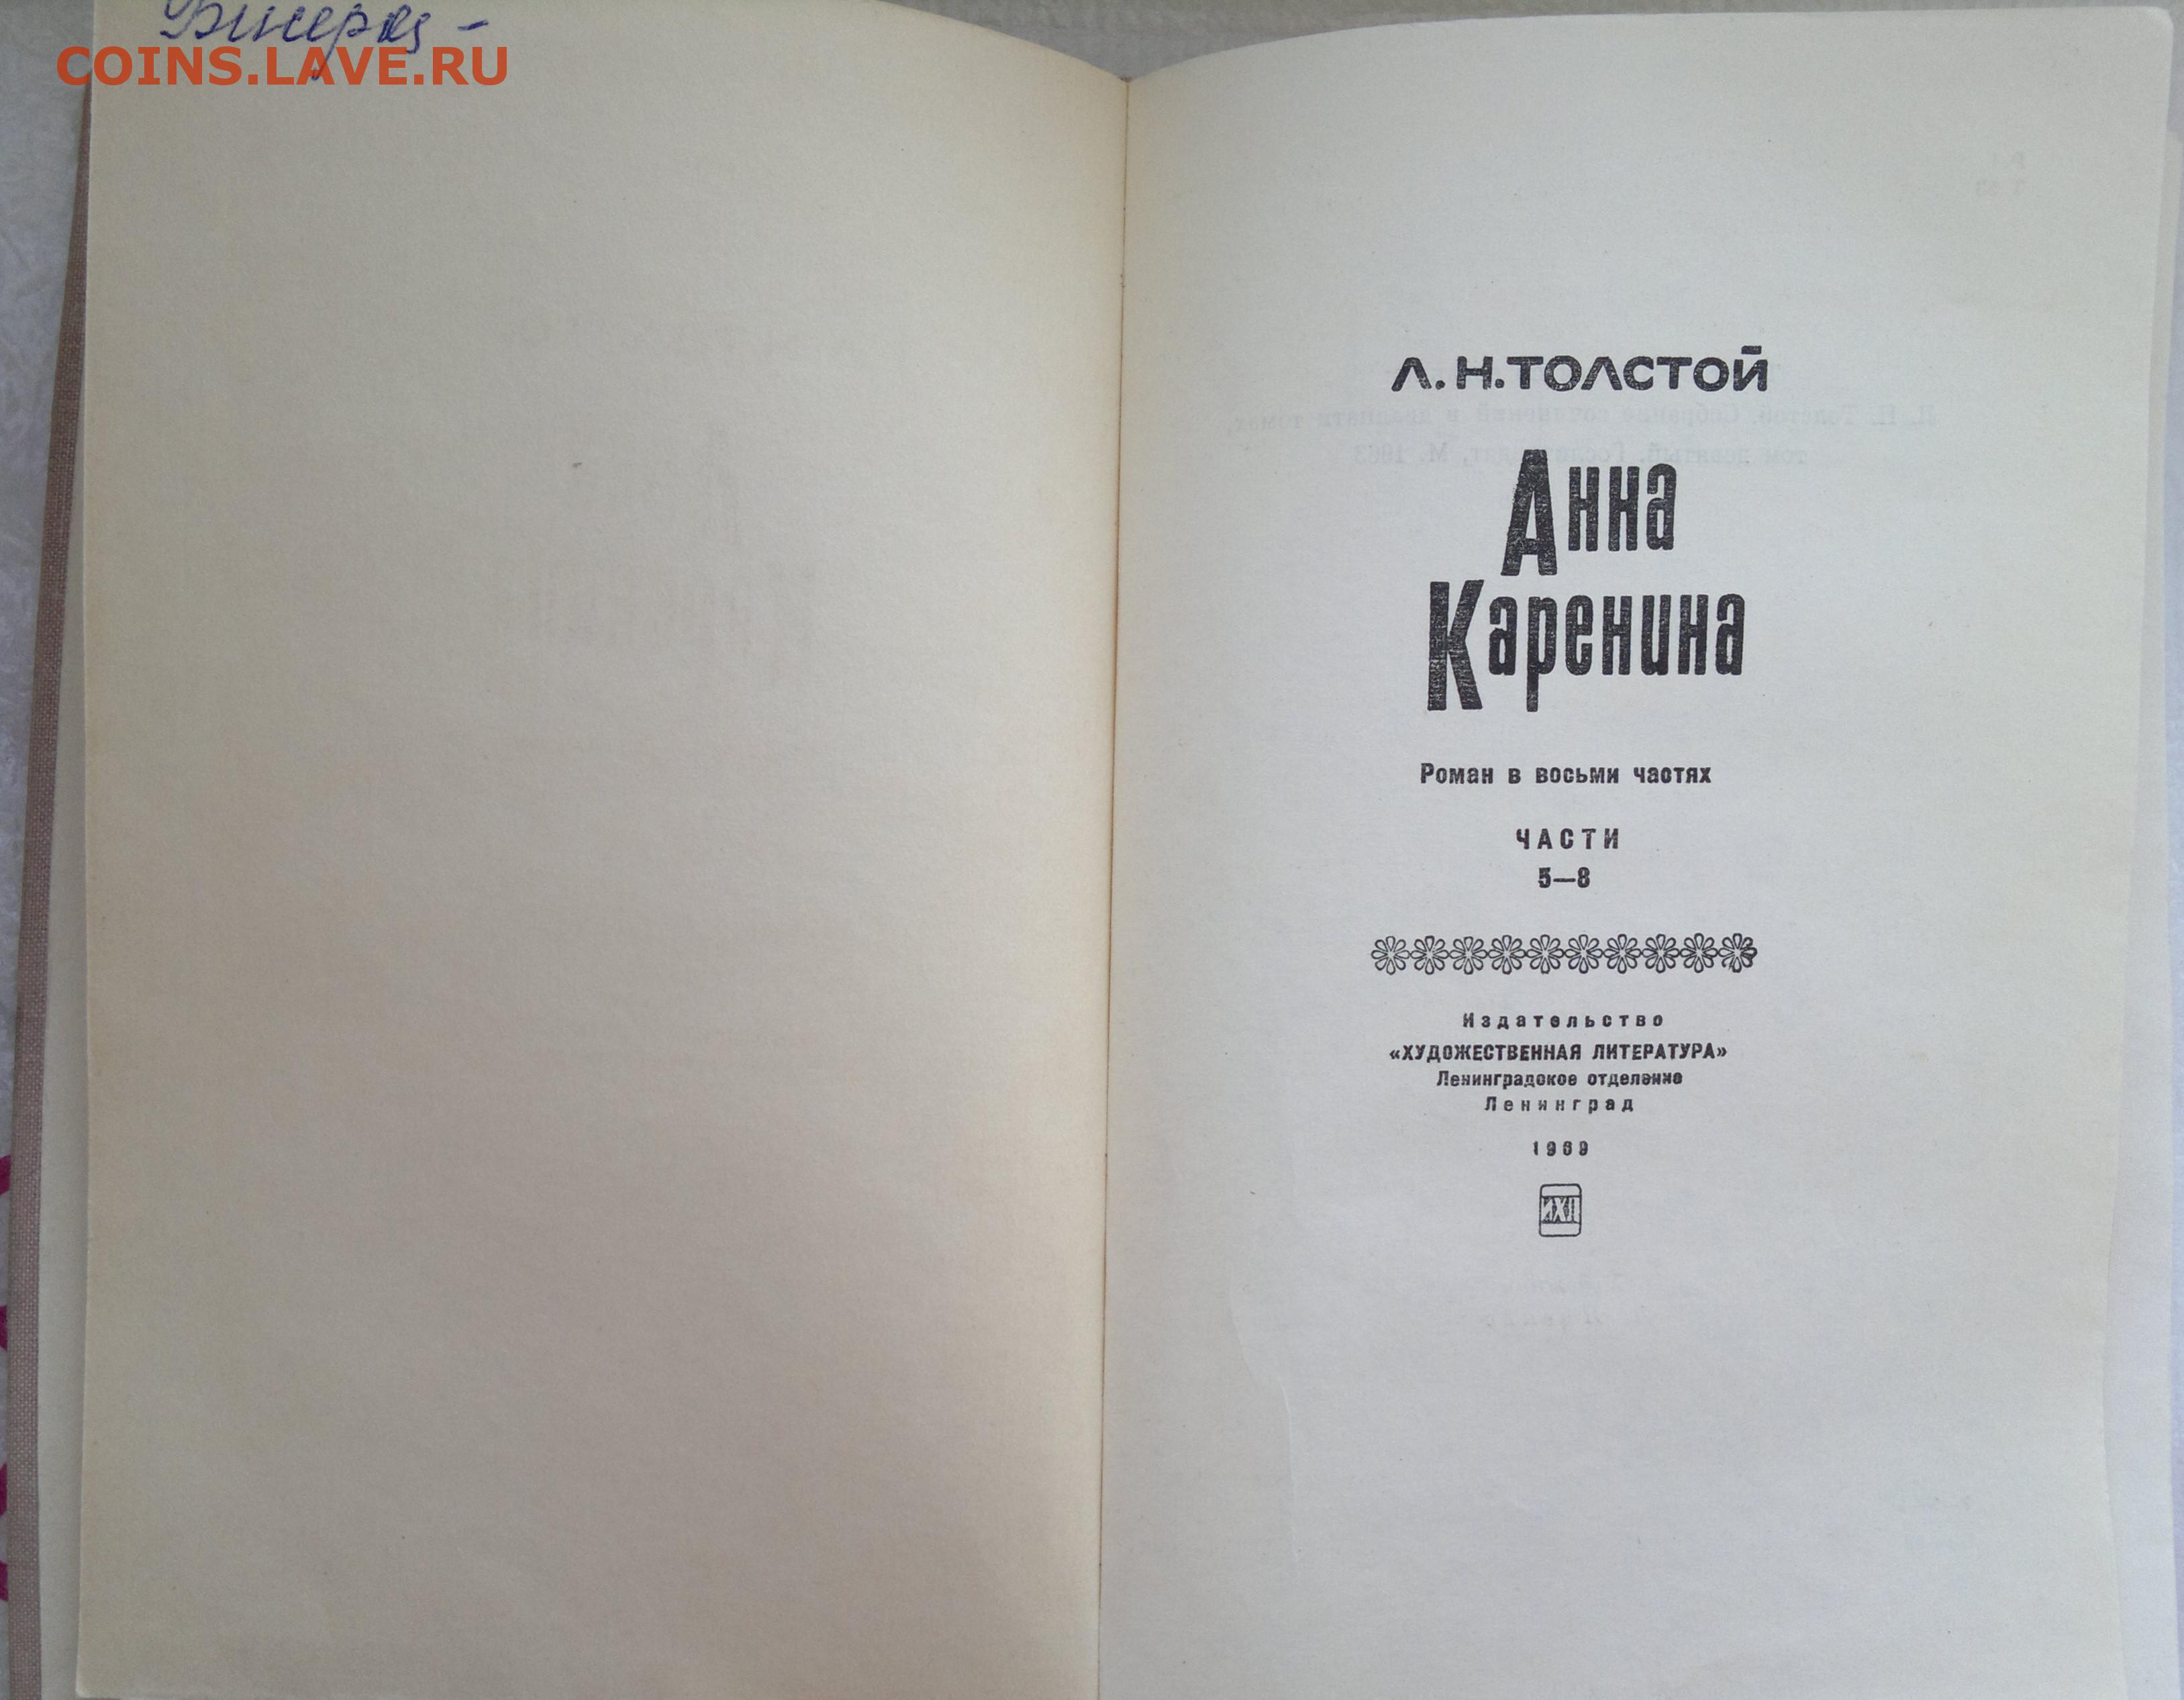 COINS.LAVE.RU
Л. Н. ТОЛСТОЙ
Анна
Каренина
Роман в восьми частях
ЧАСТИ
5—8
Издательство
«ХУДОЖЕСТВЕННАЯ ЛИТЕРАТУРА»
Ленинградское отделение
Ленинград
1969
ИХЛ